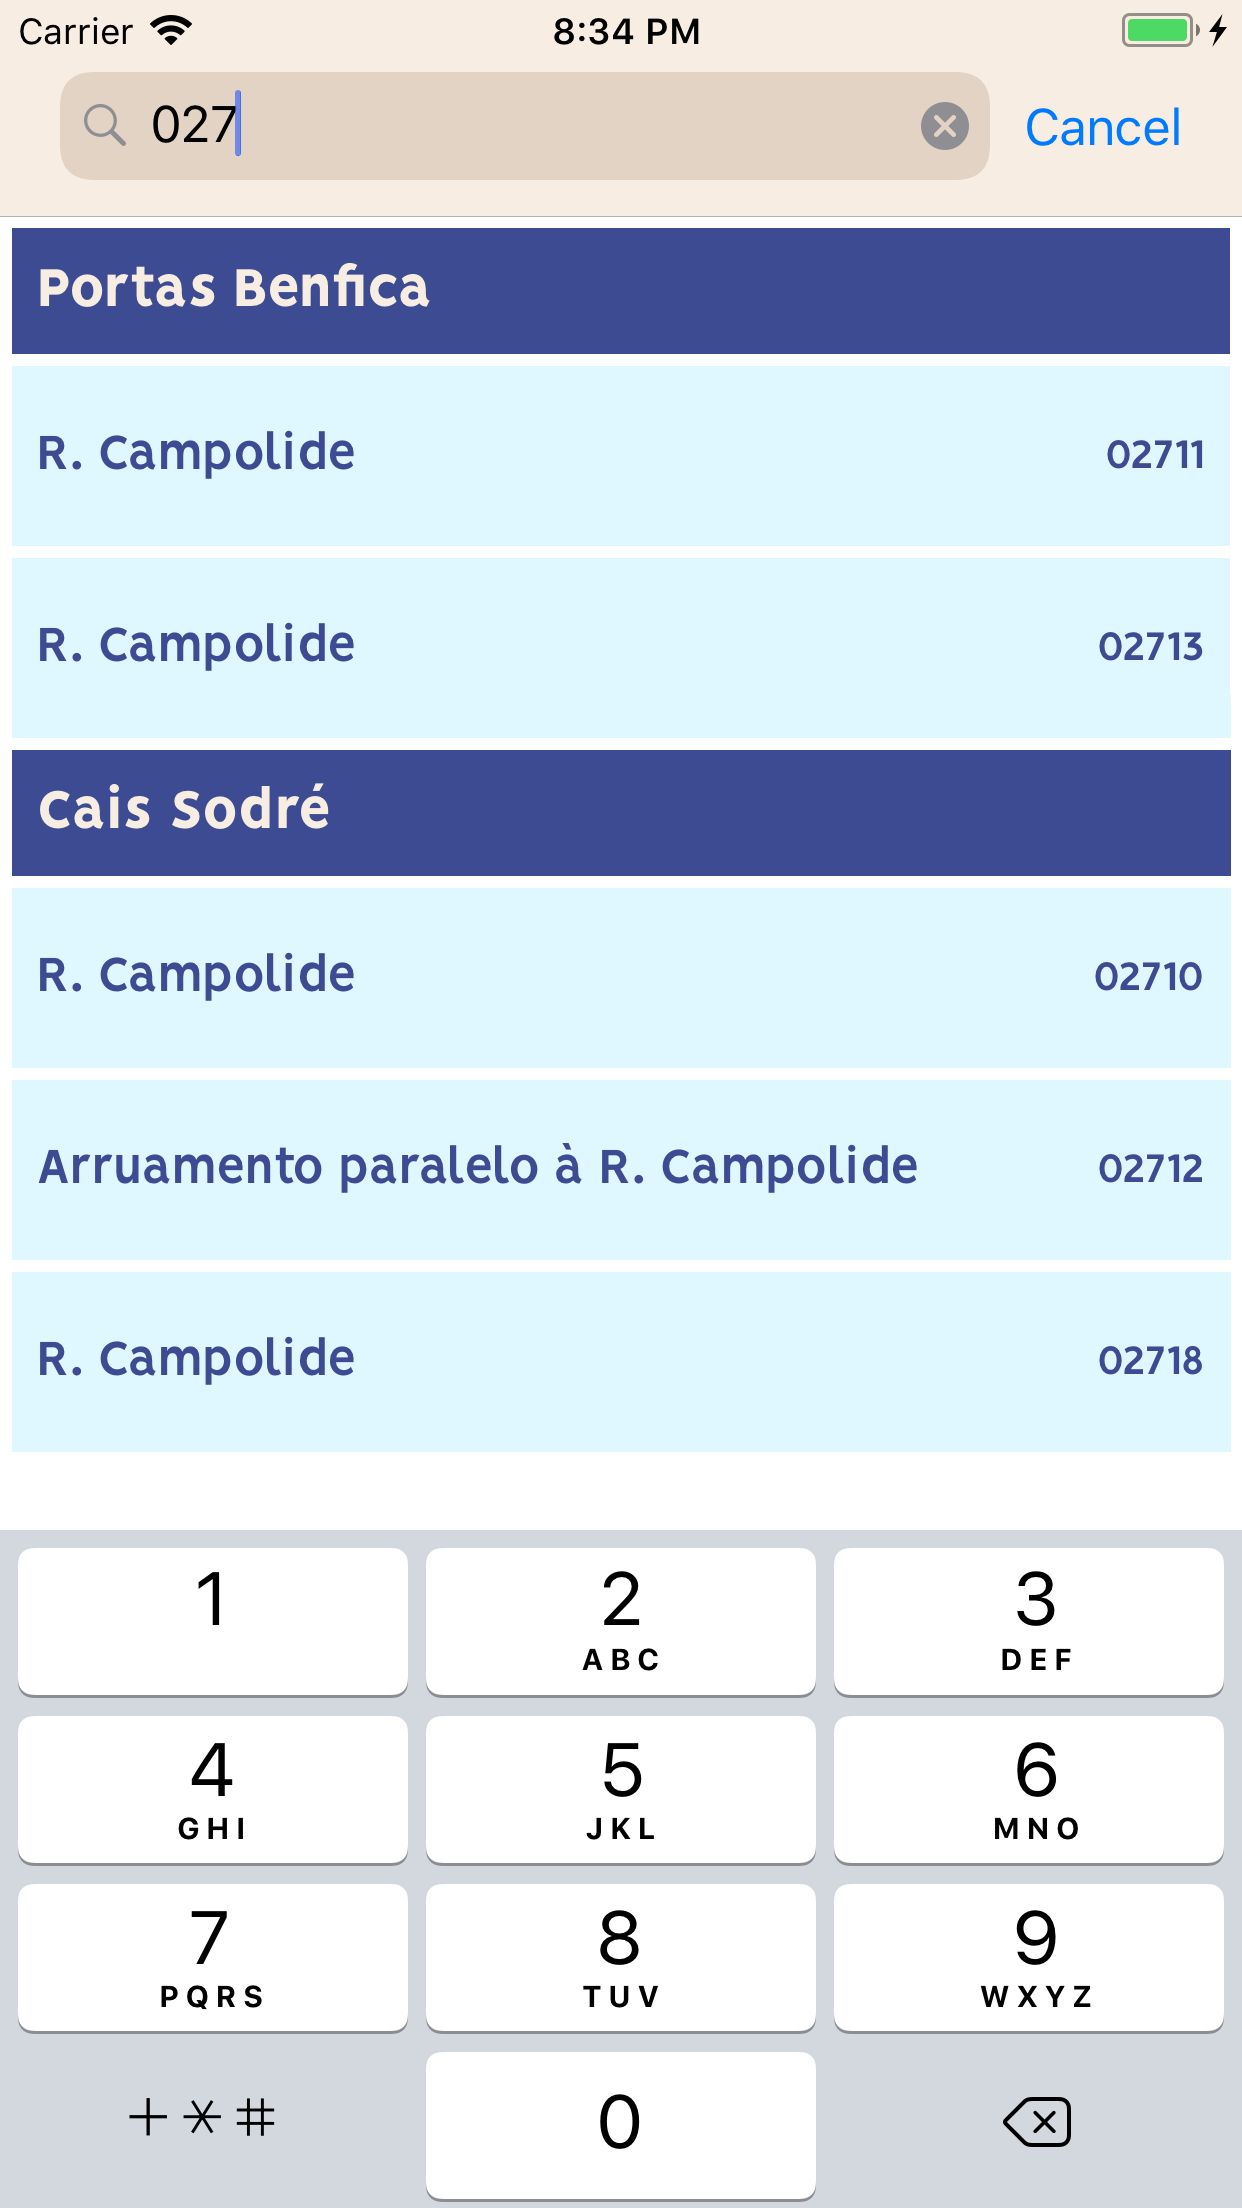 Carrier 8:34 PM
027 Cancel
Portas Benfica
R. Campolide 02711
R. Campolide 02713
Cais Sodré
R. Campolide 02710
Arruamento paralelo à R. Campolide 02712
R. Campolide 02718
1 2 3
ABC DEF
4 5 6
GHI JKL MNO
7 8 9
PQRS TUV WXYZ
+ * # 0